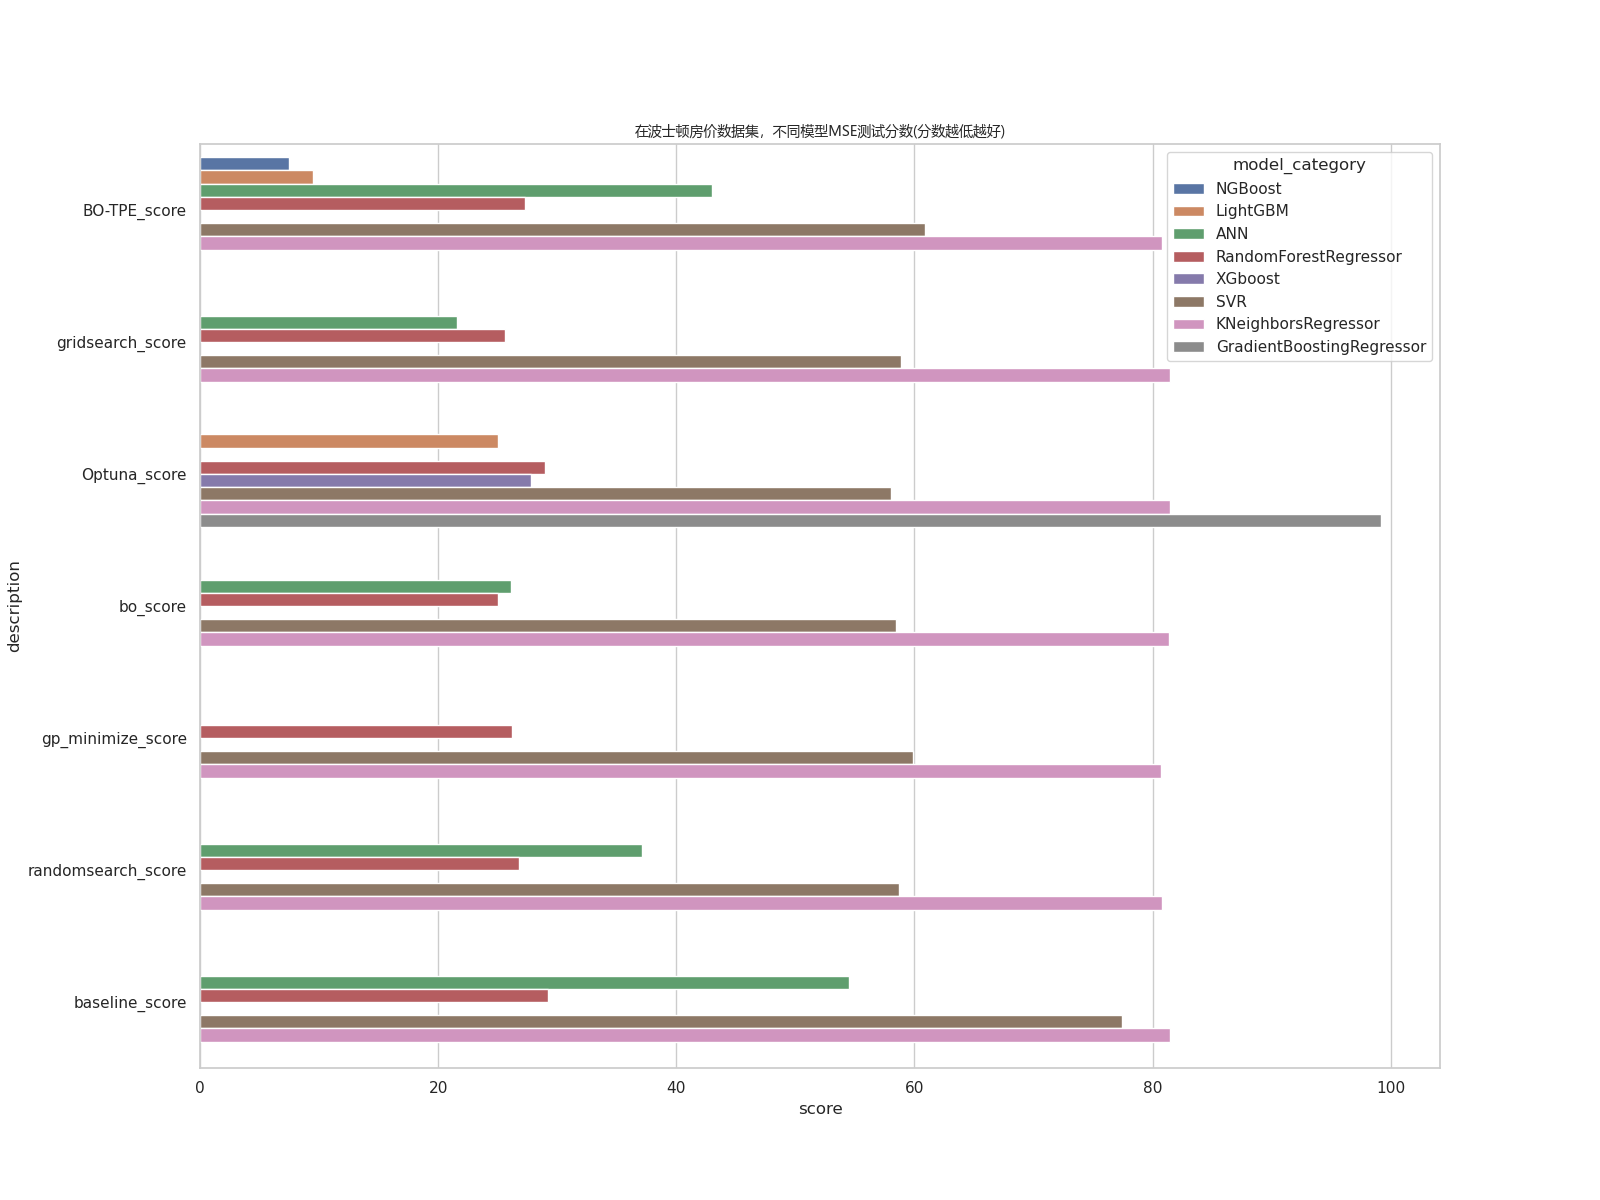 在波士顿房价数据集，不同模型MSE测试分数(分数越低越好)
model_category
NGBoost
LightGBM
ANN
RandomForestRegressor
XGboost
SVR
KNeighborsRegressor
GradientBoostingRegressor
description
BO-TPE_score
gridsearch_score
Optuna_score
bo_score
gp_minimize_score
randomsearch_score
baseline_score
0 20 40 60 80 100
score